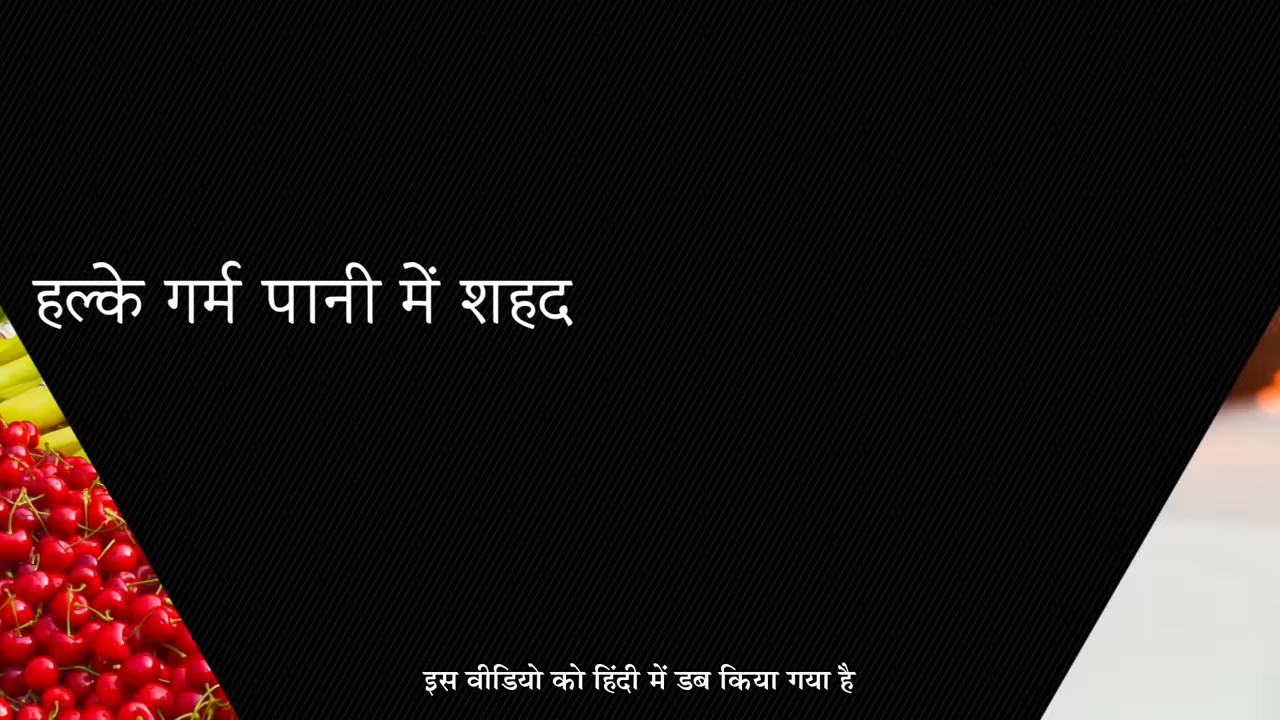 हल्के गर्म पानी में शहद
इस वीडियो को हिंदी में डब किया गया है